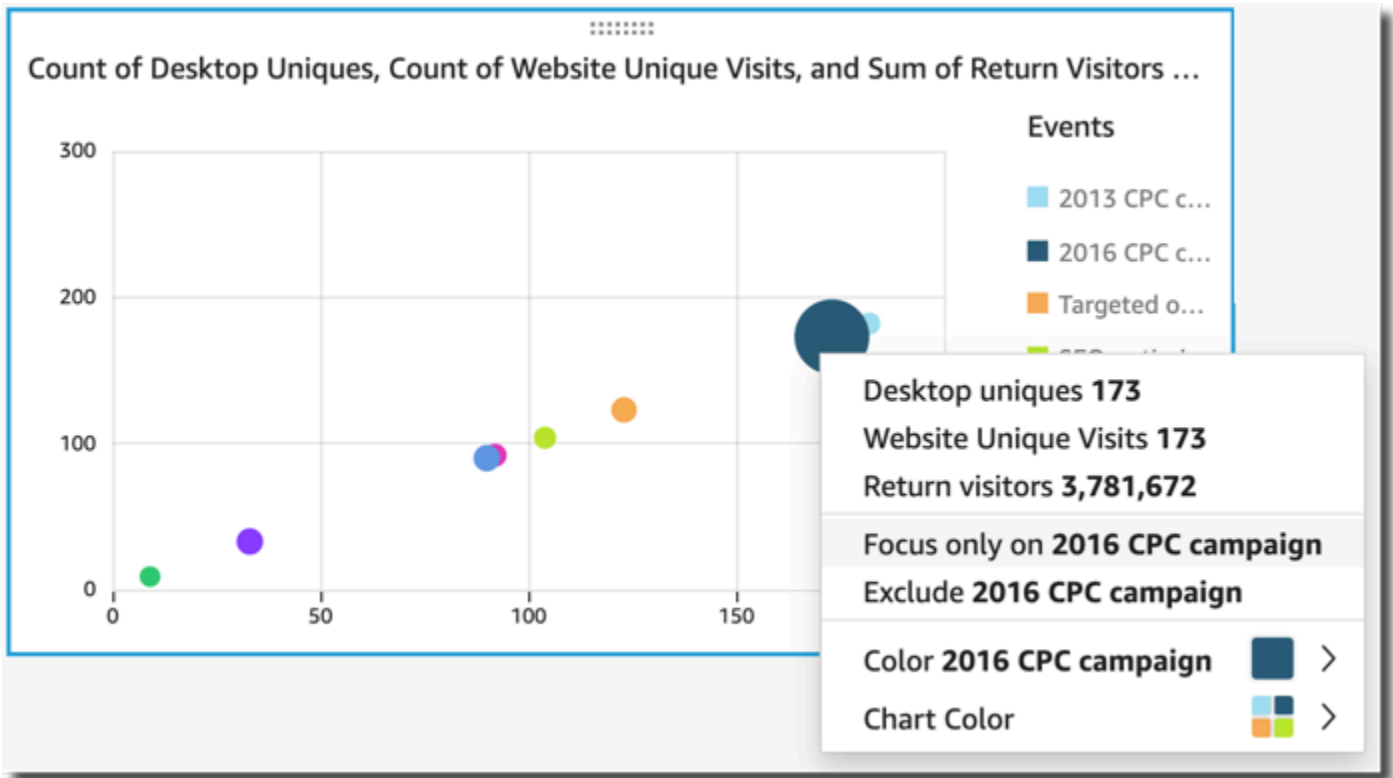 Count of Desktop Uniques, Count of Website Unique Visits, and Sum of Return Visitors ...
Events
2013 CPC c...
2016 CPC c...
Targeted o...
300
200
100
0
0
50
100
150
Desktop uniques 173
Website Unique Visits 173
Return visitors 3,781,672
Focus only on 2016 CPC campaign
Exclude 2016 CPC campaign
Color 2016 CPC campaign
Chart Color